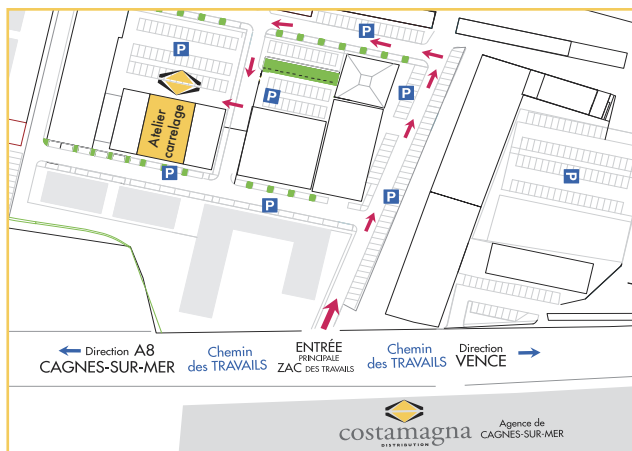 P
P
P
P
P
P
P
P
Atelier
carrelage
Direction A8
CAGNES-SUR-MER
Chemin
des TRAVAILS
ENTRÉE
PRINCIPALE
ZAC DES TRAVAILS
Chemin
des TRAVAILS
Direction
VENCE
costamagna
DISTRIBUTION
Agence de
CAGNES-SUR-MER